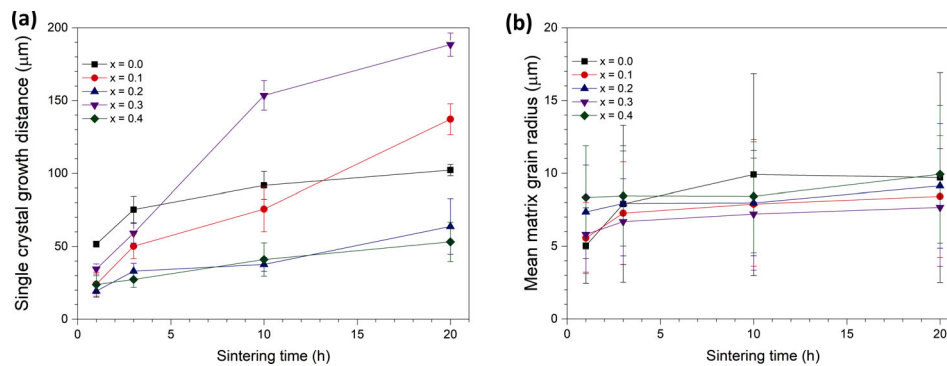 (a)
200
150
100
50
0
Single crystal growth distance (μm)
x = 0.0
x = 0.1
x = 0.2
x = 0.3
x = 0.4
0 5 10 15 20
Sintering time (h)
(b)
20
15
10
5
0
Mean matrix grain radius (μm)
x = 0.0
x = 0.1
x = 0.2
x = 0.3
x = 0.4
0 5 10 15 20
Sintering time (h)